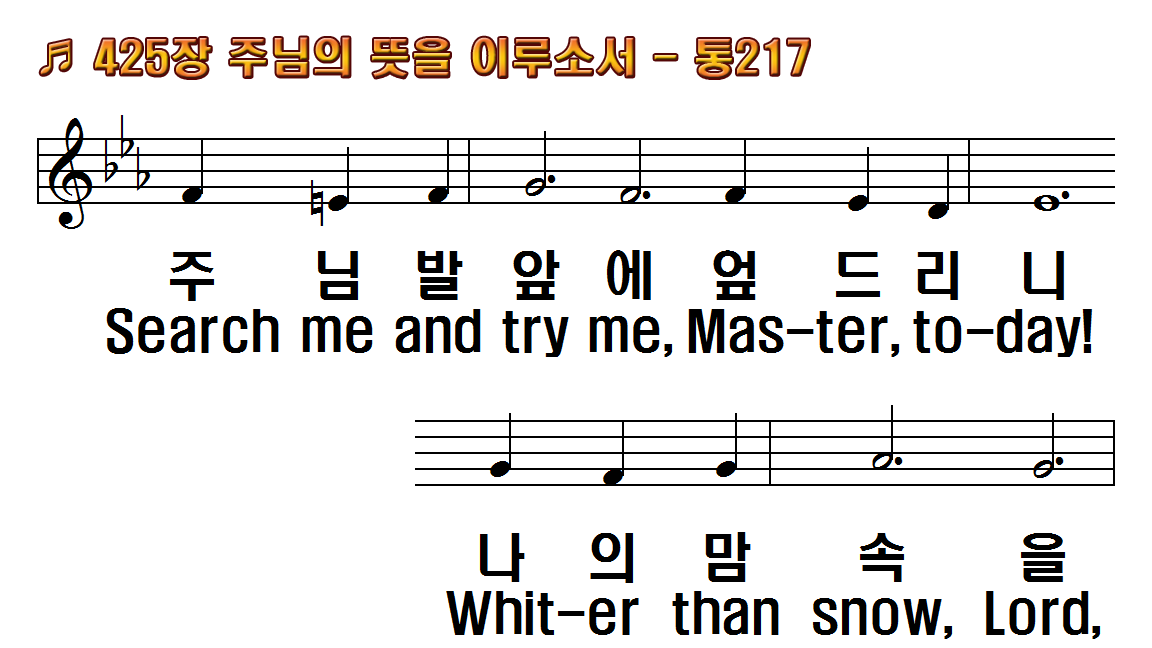 ♬ 425장 주님의 뜻을 이루소서 - 통217
주 님 발 앞 에 엎 드 리 니
Search me and try me, Mas-ter, to-day!
나 의 맘 속 을
Whit-er than snow, Lord,